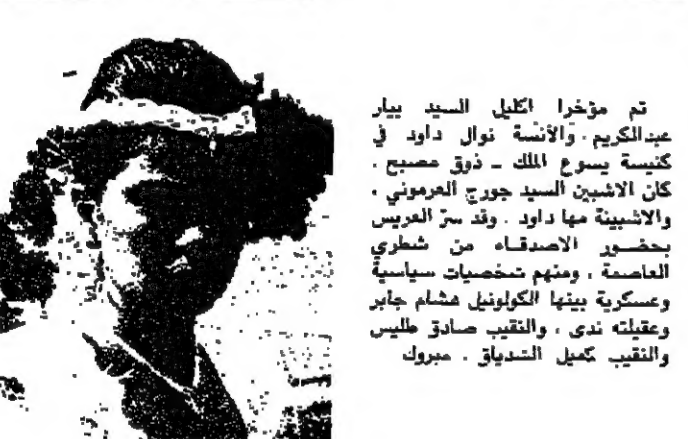 تم مؤخرا اكليل السيد بيار
عبدالكريم . والأنسة نوال داود في
كنيسة يسوع الملك ـ ذوق مصبح .
كان الاشبين السيد جورج العرموني ،
والاشبينة مها داود . وقد سرّ العريس
بحضور الاصدقاء من شطري
العاصمة ، ومنهم شخصيات سياسية
وعسكرية بينها الكولونيل هشام جابر
وعقيلته ندى ، والنقيب صادق طليس
والنقيب كميل الشدياق . مبروك